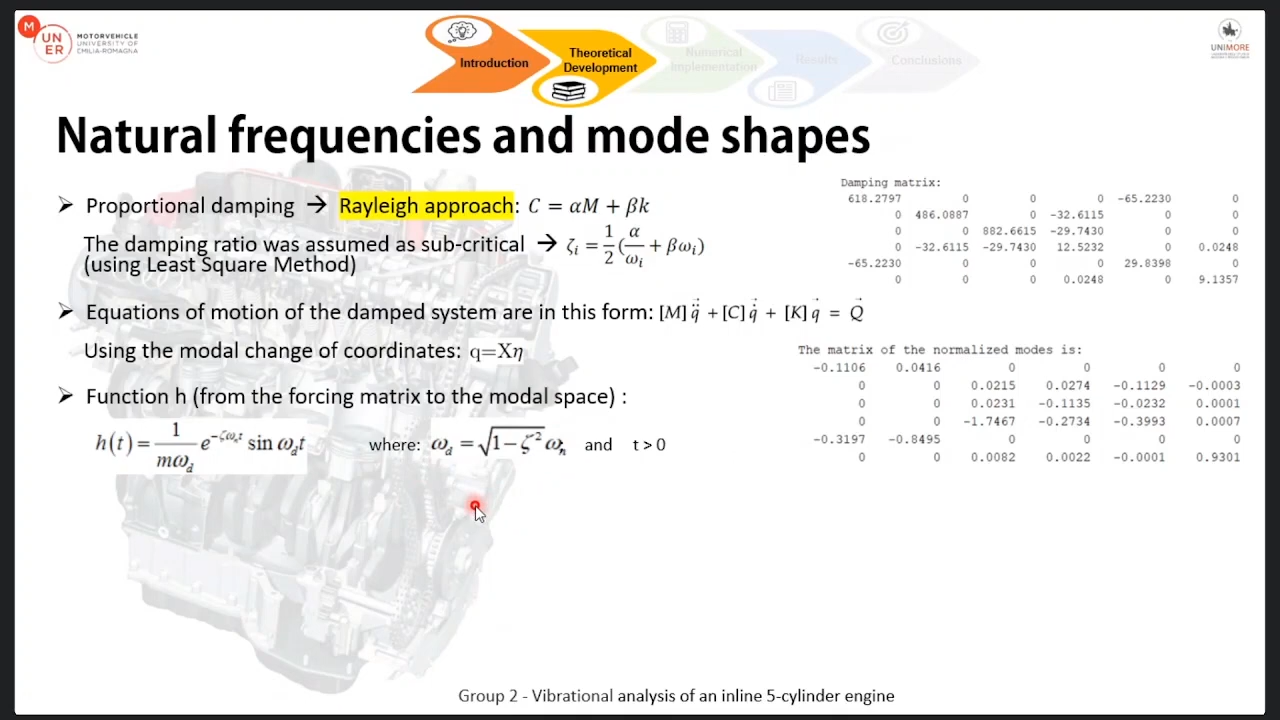 M
UN
ER
MOTORVEHICLE
UNIVERSITY OF
EMILIA-ROMAGNA
Introduction
Theoretical
Development
Numerical
Implementation
Results
Conclusions
UNIMORE
Natural frequencies and mode shapes
➢ Proportional damping → Rayleigh approach: C = αM + βk
The damping ratio was assumed as sub-critical → ζi = 1/2(α/ωi + βωi)
(using Least Square Method)
➢ Equations of motion of the damped system are in this form: [M]q̈ + [C]q̇ + [K]q⃗ = Q⃗
Using the modal change of coordinates: q=Xη
➢ Function h (from the forcing matrix to the modal space) :
h(t) = 1/(mω_d) e^(-ζω_n t) sin ω_d t where: ω_d = √(1-ζ²) ω_n and t > 0
Damping matrix:
618.2797 0 0 0 -65.2230 0
0 486.0887 0 -32.6115 0 0
0 0 882.6615 -29.7430 0 0
0 -32.6115 -29.7430 12.5232 0 0.0248
-65.2230 0 0 0 29.8398 0
0 0 0 0.0248 0 9.1357
The matrix of the normalized modes is:
-0.1106 0.0416 0 0 0 0
0 0 0.0215 0.0274 -0.1129 -0.0003
0 0 0.0231 -0.1135 -0.0232 0.0001
0 0 -1.7467 -0.2734 -0.3993 0.0007
-0.3197 -0.8495 0 0 0 0
0 0 0.0082 0.0022 -0.0001 0.9301
Group 2 - Vibrational analysis of an inline 5-cylinder engine